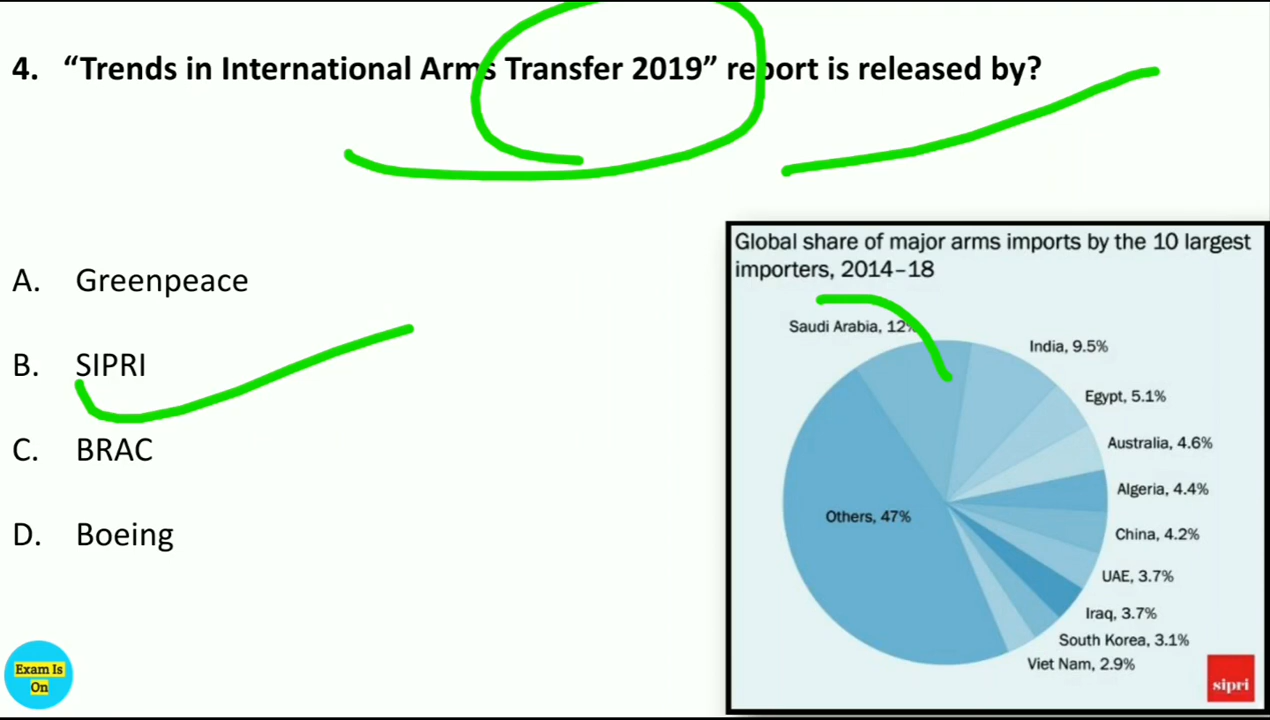 4. “Trends in International Arms Transfer 2019” report is released by?
A. Greenpeace
B. SIPRI
C. BRAC
D. Boeing
Global share of major arms imports by the 10 largest
importers, 2014–18
Saudi Arabia, 12%
India, 9.5%
Egypt, 5.1%
Australia, 4.6%
Algeria, 4.4%
China, 4.2%
UAE, 3.7%
Iraq, 3.7%
South Korea, 3.1%
Viet Nam, 2.9%
Others, 47%
sipri
Exam Is
On